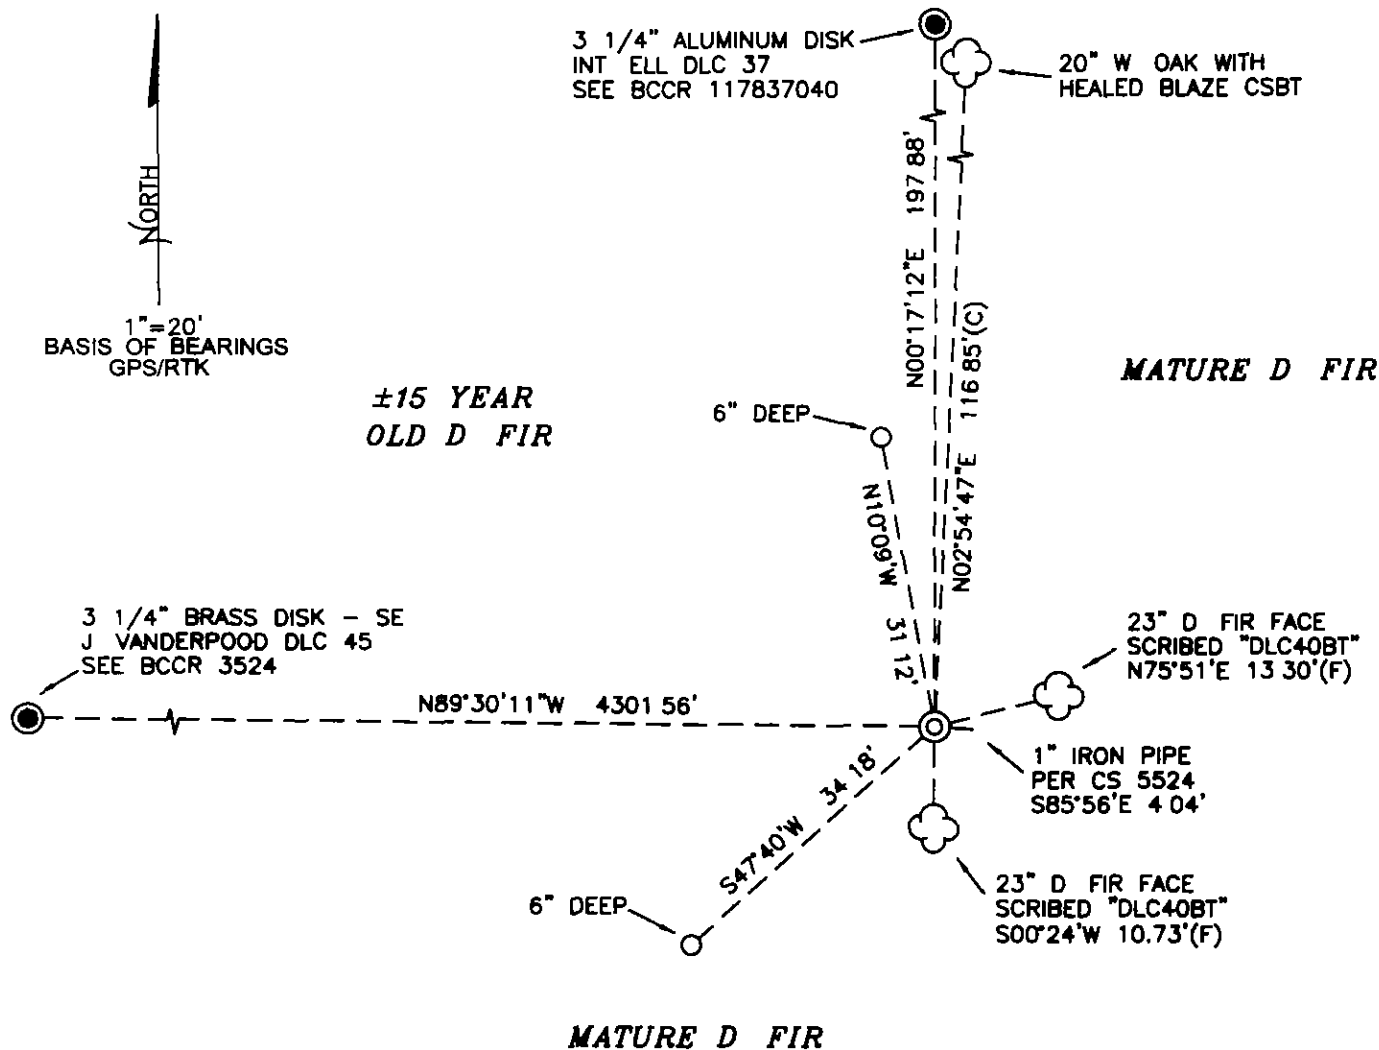 3 1/4" ALUMINUM DISK
INT ELL DLC 37
SEE BCCR 117837040
20" W OAK WITH
HEALED BLAZE CSBT
NORTH
1"=20'
BASIS OF BEARINGS
GPS/RTK
N00°17'12"E 197 88'
N02°54'47"E 116 85'(C)
MATURE D FIR
±15 YEAR
OLD D FIR
6" DEEP
N10°09'W 31 12'
3 1/4" BRASS DISK - SE
J VANDERPOOD DLC 45
SEE BCCR 3524
N89°30'11"W 4301 56'
23" D FIR FACE
SCRIBED "DLC40BT"
N75°51'E 13 30'(F)
1" IRON PIPE
PER CS 5524
S85°56'E 4 04'
S47°40'W 34 18'
6" DEEP
23" D FIR FACE
SCRIBED "DLC40BT"
S00°24'W 10.73'(F)
MATURE D FIR